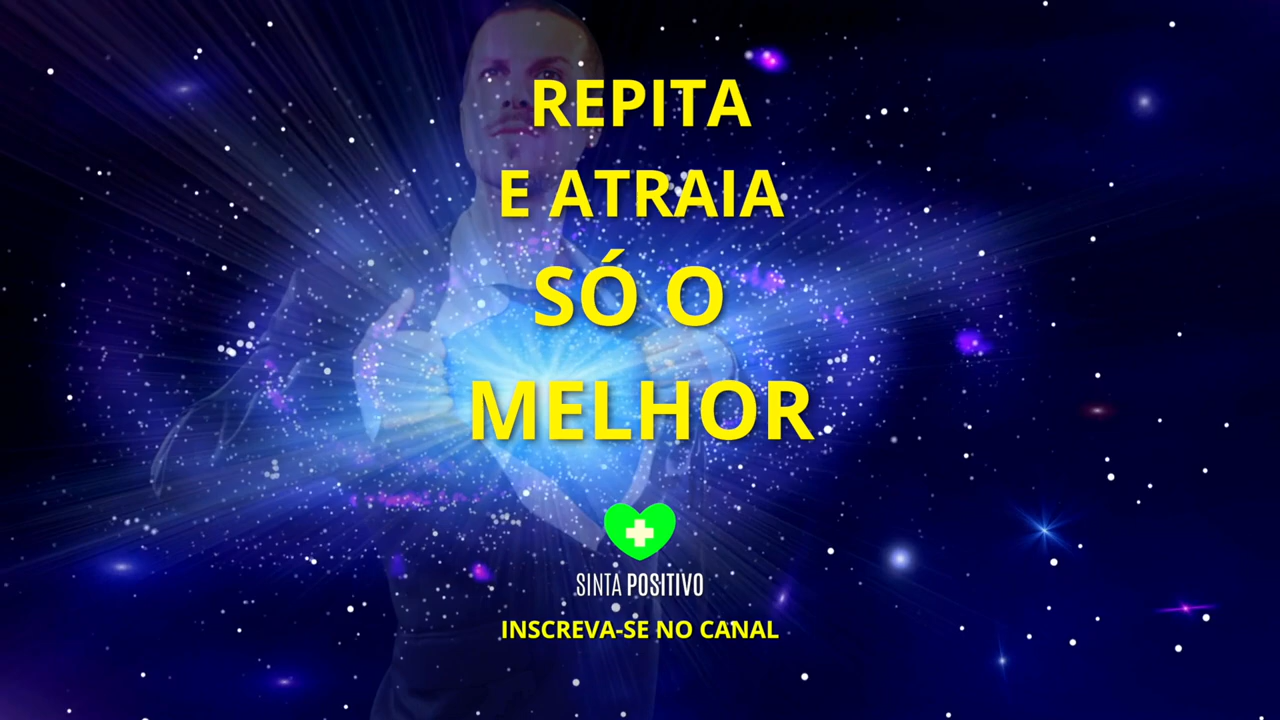 REPITA
E ATRAIA
SÓ O
MELHOR
SINTA POSITIVO
INSCREVA-SE NO CANAL